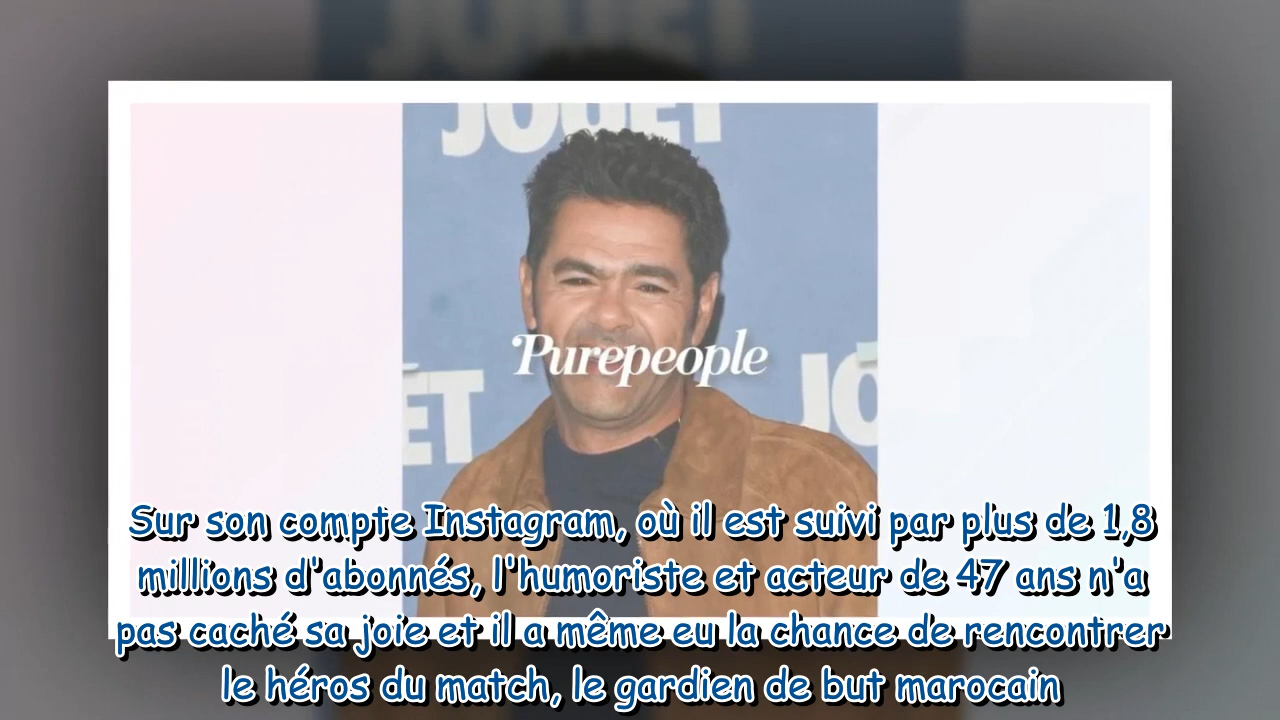 JOUET
JOUET
Purepeople
ET
JO
Sur son compte Instagram, où il est suivi par plus de 1,8
millions d'abonnés, l'humoriste et acteur de 47 ans n'a
pas caché sa joie et il a même eu la chance de rencontrer
le héros du match, le gardien de but marocain